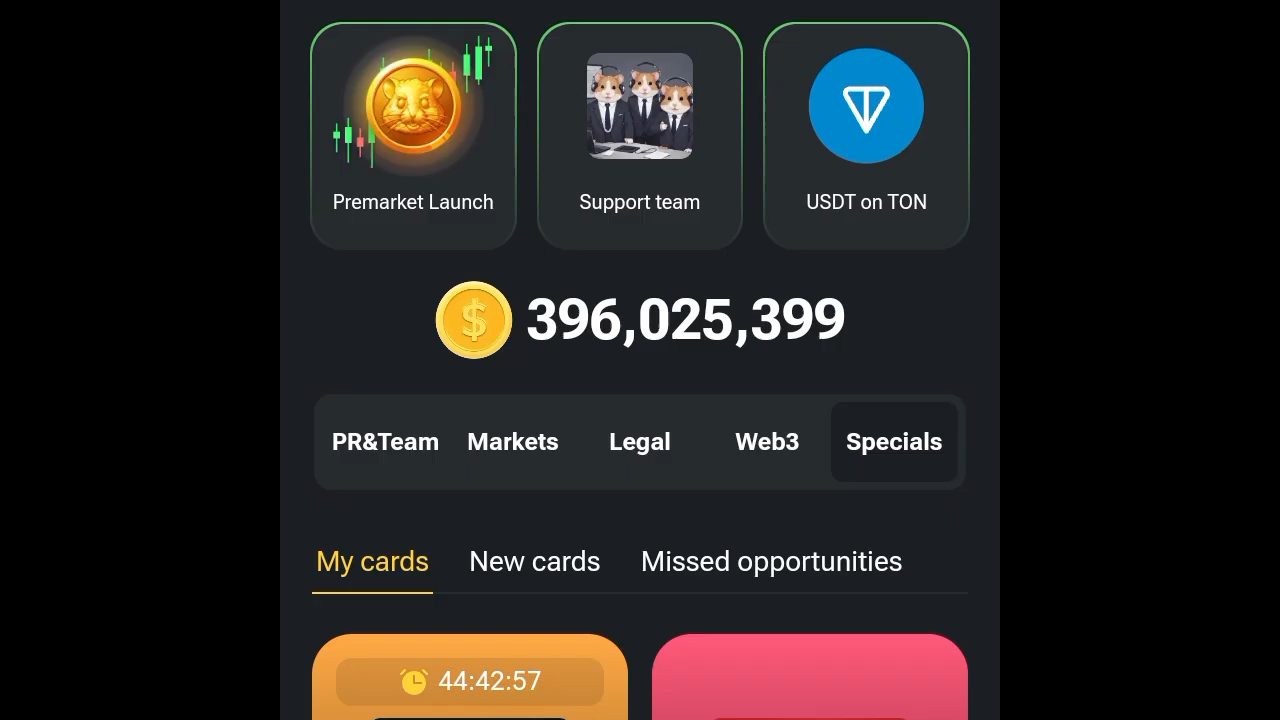 Premarket Launch
Support team
USDT on TON
396,025,399
PR&Team Markets Legal Web3 Specials
My cards New cards Missed opportunities
44:42:57